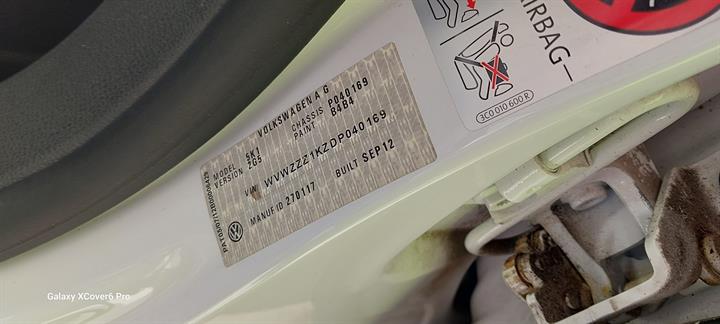 AIRBAG
3C0 010 600 R
VOLKSWAGEN A G
MODEL 5K1 CHASSIS P040169
VERSION ZG5 PAINT B4B4
VIN WVWZZZ1KZDP040169
MANUF ID 270117 BUILT SEP12
Galaxy XCover6 Pro